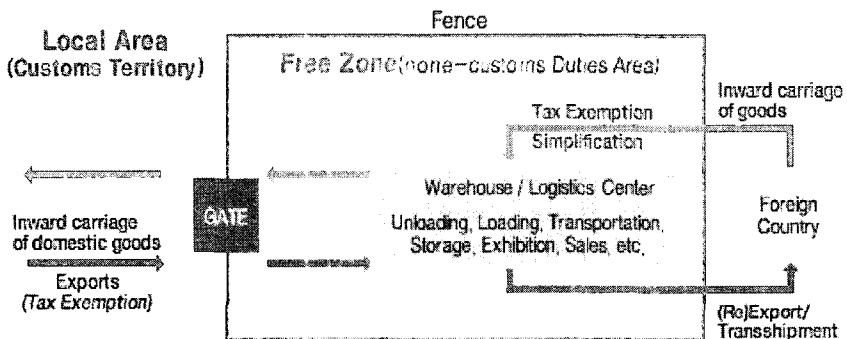 Fence
Local Area
(Customs Territory)
Free Zone(none-customs Duties Area)
Tax Exemption
Simplification
Inward carriage
of goods
Warehouse / Logistics Center
Unloading, Loading, Transportation,
Storage, Exhibition, Sales, etc,
GATE
Foreign
Country
Inward carriage
of domestic goods
Exports
(Tax Exemption)
(Re)Export/
Transshipment